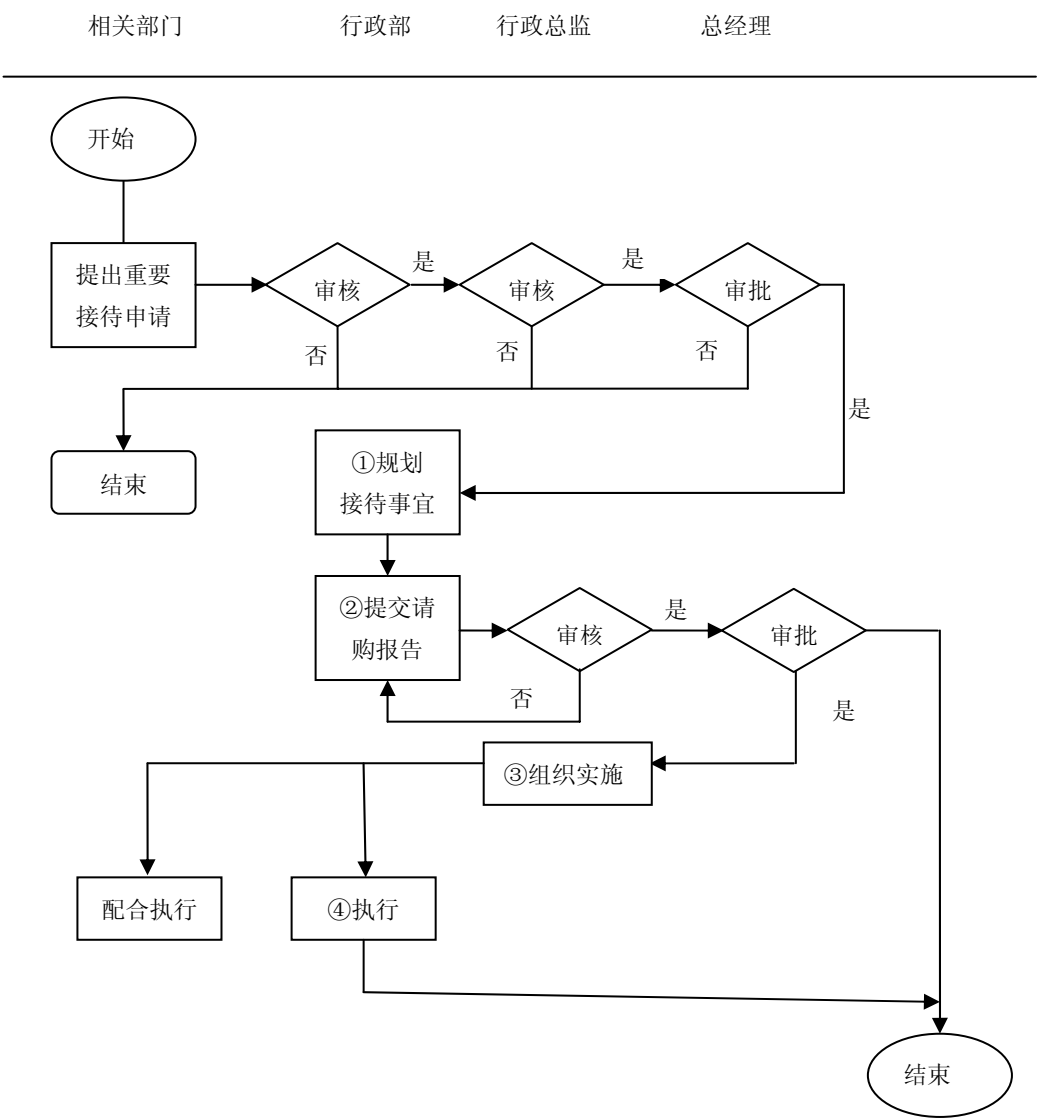 相关部门
行政部
行政总监
总经理
开始
提出重要
接待申请
审核
是
审核
是
审批
否
否
否
是
结束
①规划
接待事宜
②提交请
购报告
审核
是
审批
否
是
③组织实施
配合执行
④执行
结束